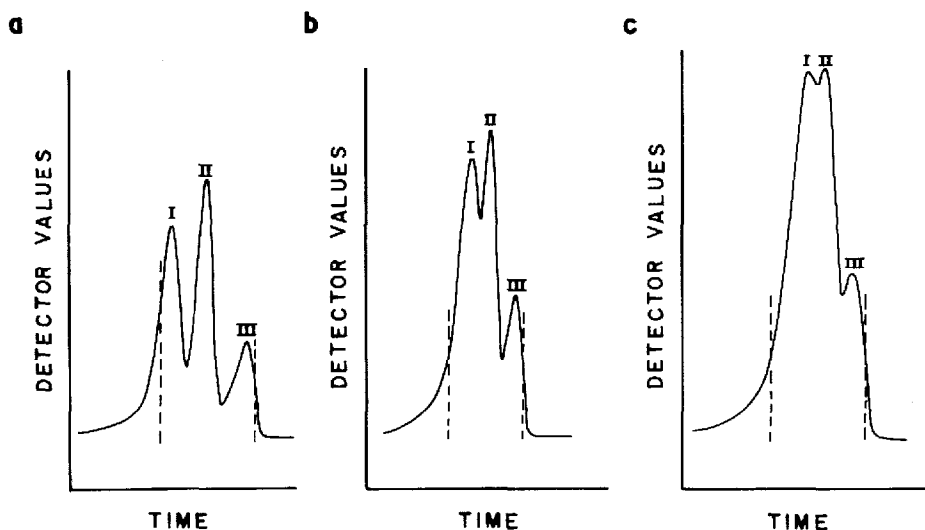 a
DETECTOR VALUES
I
II
III
TIME
b
DETECTOR VALUES
I
II
III
TIME
c
DETECTOR VALUES
I II
III
TIME